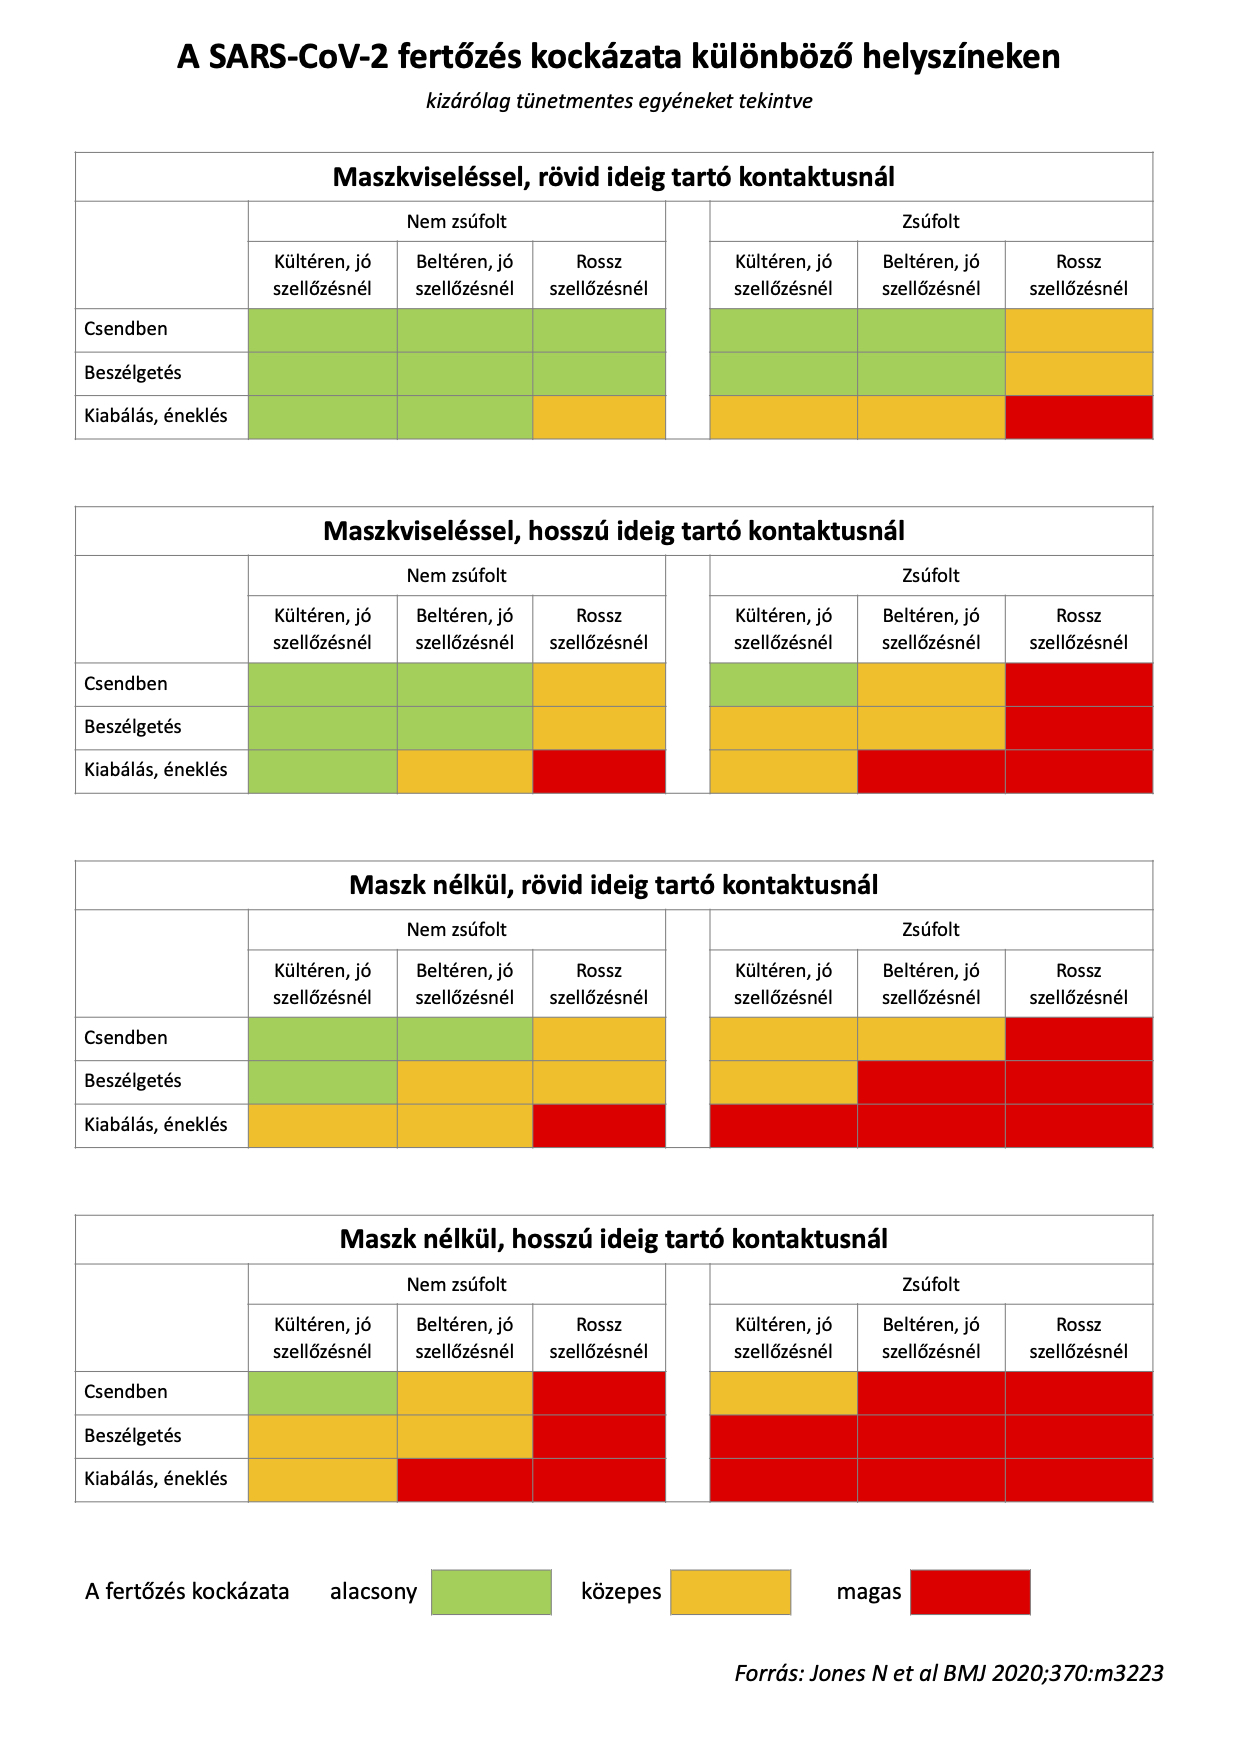 A SARS-CoV-2 fertőzés kockázata különböző helyszíneken
kizárólag tünetmentes egyéneket tekintve
Maszkviseléssel, rövid ideig tartó kontaktusnál
Nem zsúfolt Zsúfolt
Kültéren, jó Beltéren, jó Rossz Kültéren, jó Beltéren, jó Rossz
szellőzésnél szellőzésnél szellőzésnél szellőzésnél szellőzésnél szellőzésnél
Csendben
Beszélgetés
Kiabálás, éneklés
Maszkviseléssel, hosszú ideig tartó kontaktusnál
Nem zsúfolt Zsúfolt
Kültéren, jó Beltéren, jó Rossz Kültéren, jó Beltéren, jó Rossz
szellőzésnél szellőzésnél szellőzésnél szellőzésnél szellőzésnél szellőzésnél
Csendben
Beszélgetés
Kiabálás, éneklés
Maszk nélkül, rövid ideig tartó kontaktusnál
Nem zsúfolt Zsúfolt
Kültéren, jó Beltéren, jó Rossz Kültéren, jó Beltéren, jó Rossz
szellőzésnél szellőzésnél szellőzésnél szellőzésnél szellőzésnél szellőzésnél
Csendben
Beszélgetés
Kiabálás, éneklés
Maszk nélkül, hosszú ideig tartó kontaktusnál
Nem zsúfolt Zsúfolt
Kültéren, jó Beltéren, jó Rossz Kültéren, jó Beltéren, jó Rossz
szellőzésnél szellőzésnél szellőzésnél szellőzésnél szellőzésnél szellőzésnél
Csendben
Beszélgetés
Kiabálás, éneklés
A fertőzés kockázata alacsony közepes magas
Forrás: Jones N et al BMJ 2020;370:m3223